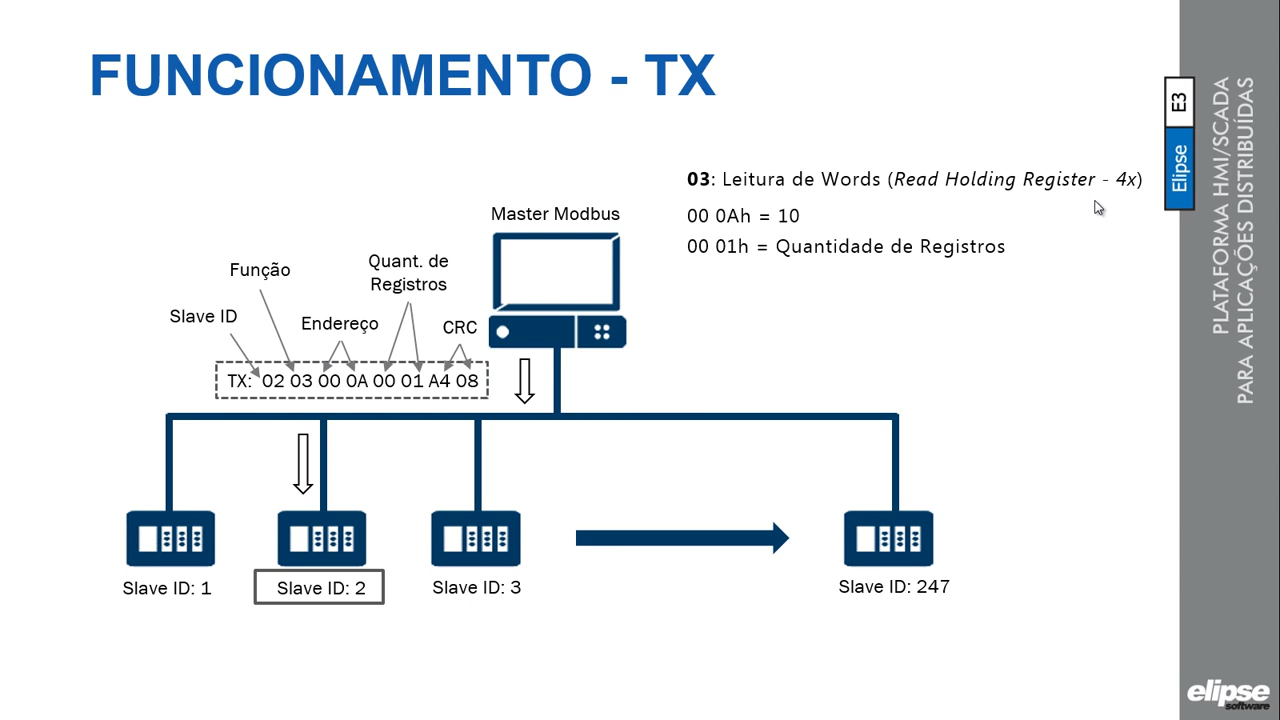 FUNCIONAMENTO - TX
03: Leitura de Words (Read Holding Register - 4x)
00 0Ah = 10
00 01h = Quantidade de Registros
Master Modbus
Quant. de
Registros
Função
Slave ID
Endereço
CRC
TX: 02 03 00 0A 00 01 A4 08
Slave ID: 1
Slave ID: 2
Slave ID: 3
Slave ID: 247
Elipse E3
PLATAFORMA HMI/SCADA
PARA APLICAÇÕES DISTRIBUÍDAS
elipse
software